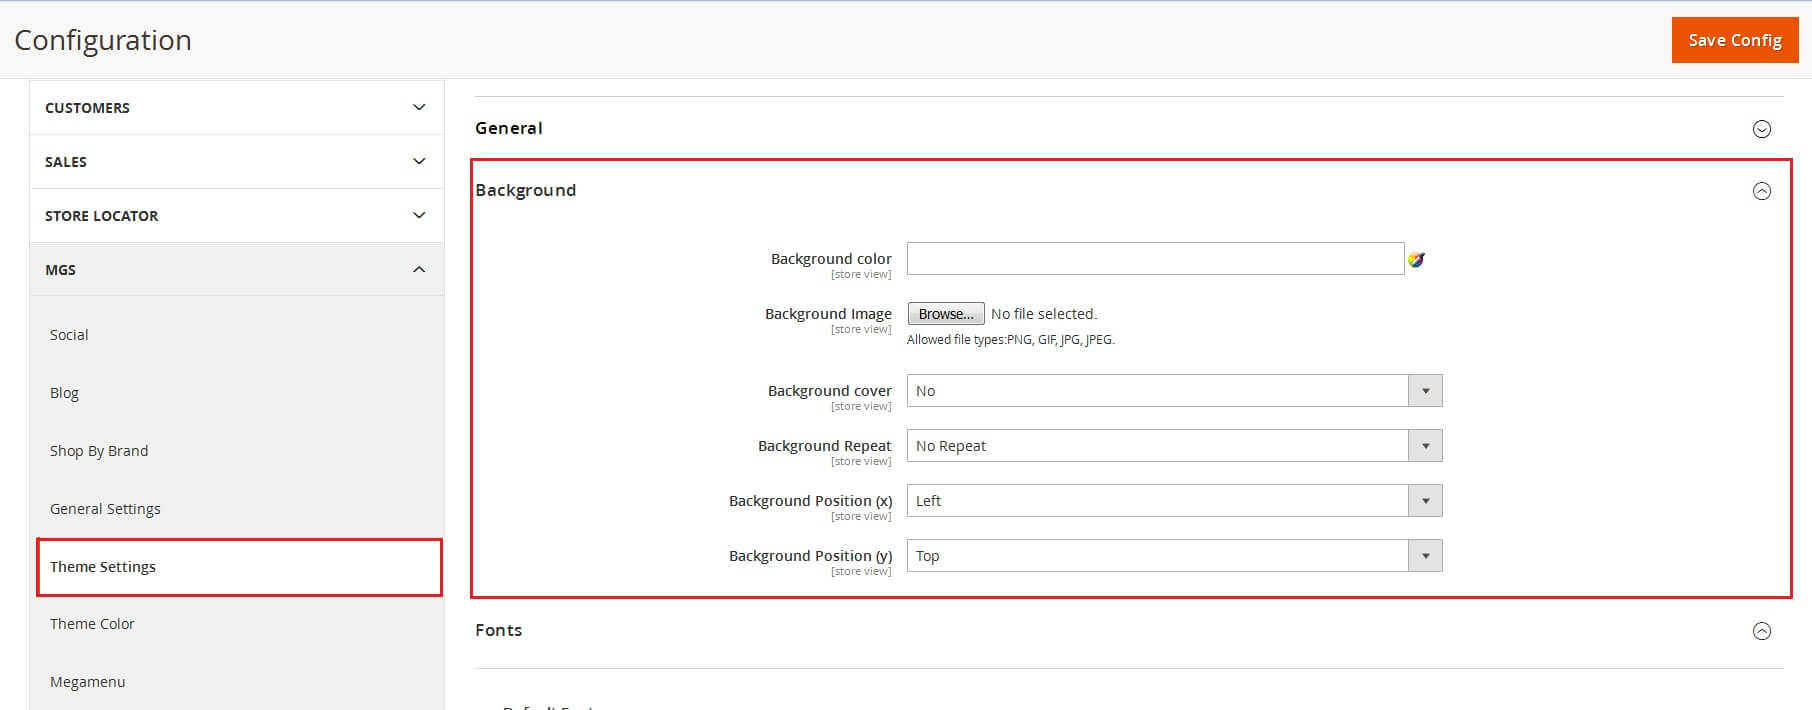 Configuration
Save Config
CUSTOMERS
SALES
STORE LOCATOR
MGS
Social
Blog
Shop By Brand
General Settings
Theme Settings
Theme Color
Megamenu
General
Background
Background color
[store view]
Background Image
[store view]
Browse... No file selected.
Allowed file types:PNG, GIF, JPG, JPEG.
Background cover
[store view]
No
Background Repeat
[store view]
No Repeat
Background Position (x)
[store view]
Left
Background Position (y)
[store view]
Top
Fonts